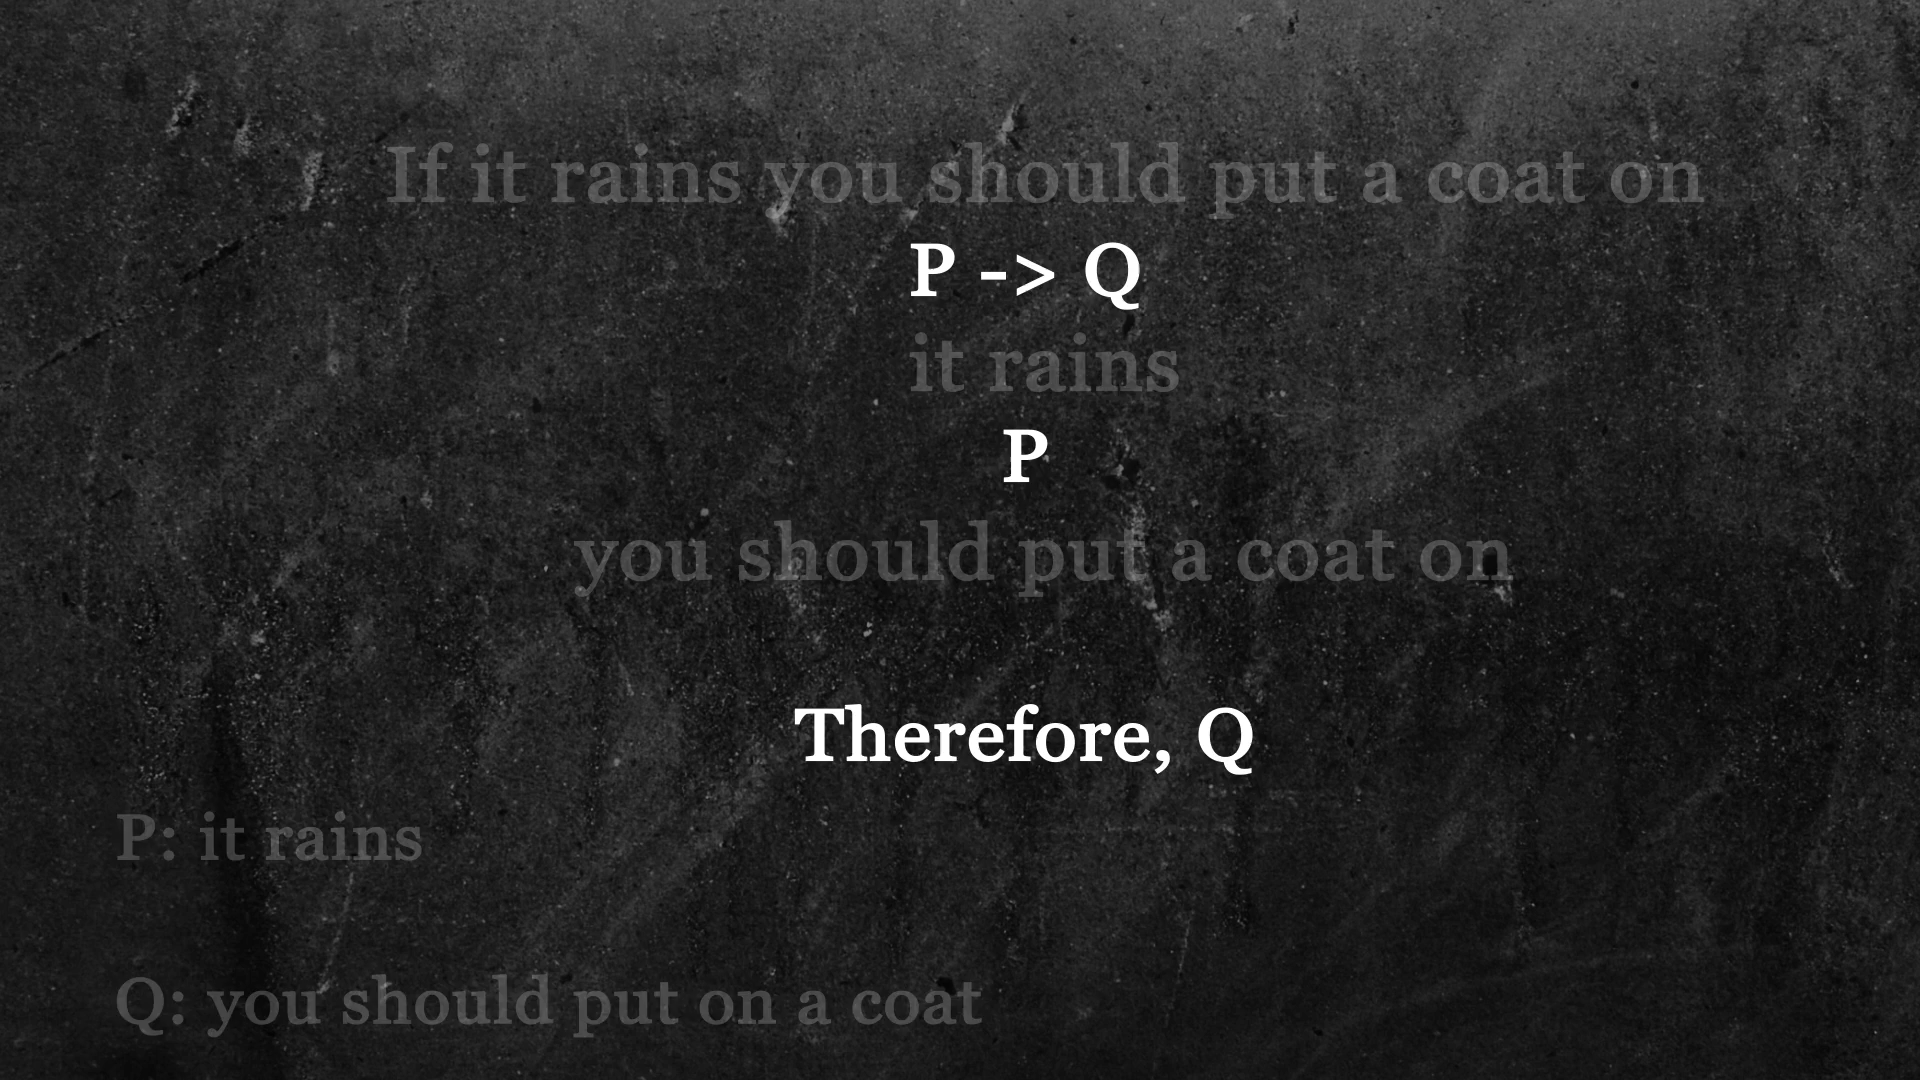 If it rains you should put a coat on
P -> Q
it rains
P
you should put a coat on
Therefore, Q
P: it rains
Q: you should put on a coat